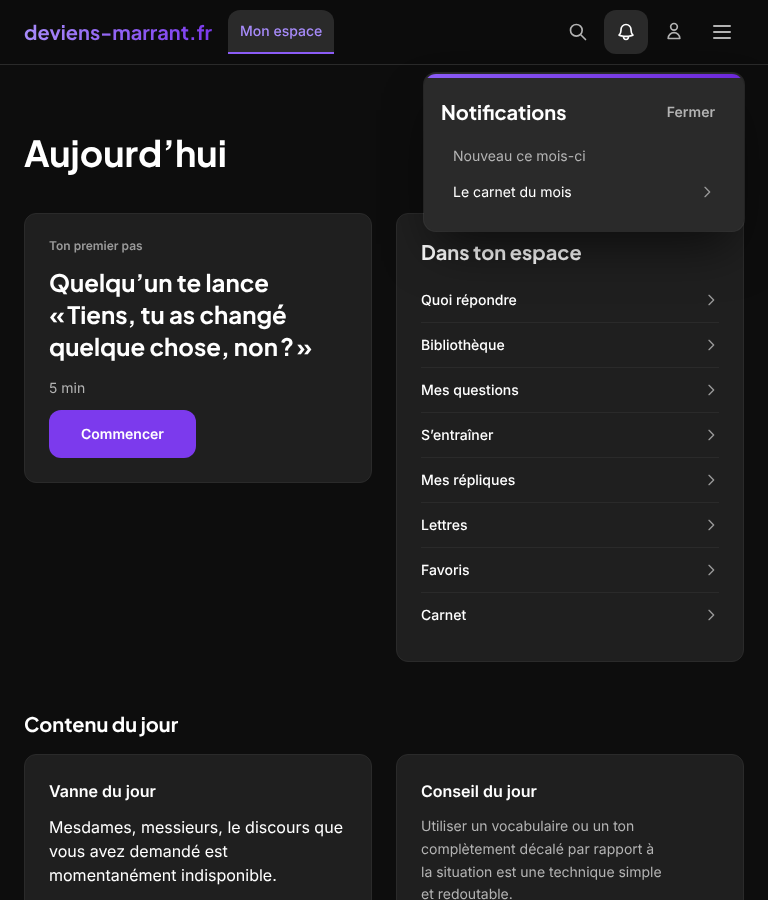 deviens-marrant.fr
Mon espace
Notifications
Fermer
Nouveau ce mois-ci
Le carnet du mois
Aujourd’hui
Ton premier pas
Quelqu’un te lance
« Tiens, tu as changé
quelque chose, non ? »
5 min
Commencer
Dans ton espace
Quoi répondre
Bibliothèque
Mes questions
S’entraîner
Mes répliques
Lettres
Favoris
Carnet
Contenu du jour
Vanne du jour
Mesdames, messieurs, le discours que
vous avez demandé est
momentanément indisponible.
Conseil du jour
Utiliser un vocabulaire ou un ton
complètement décalé par rapport à
la situation est une technique simple
et redoutable.